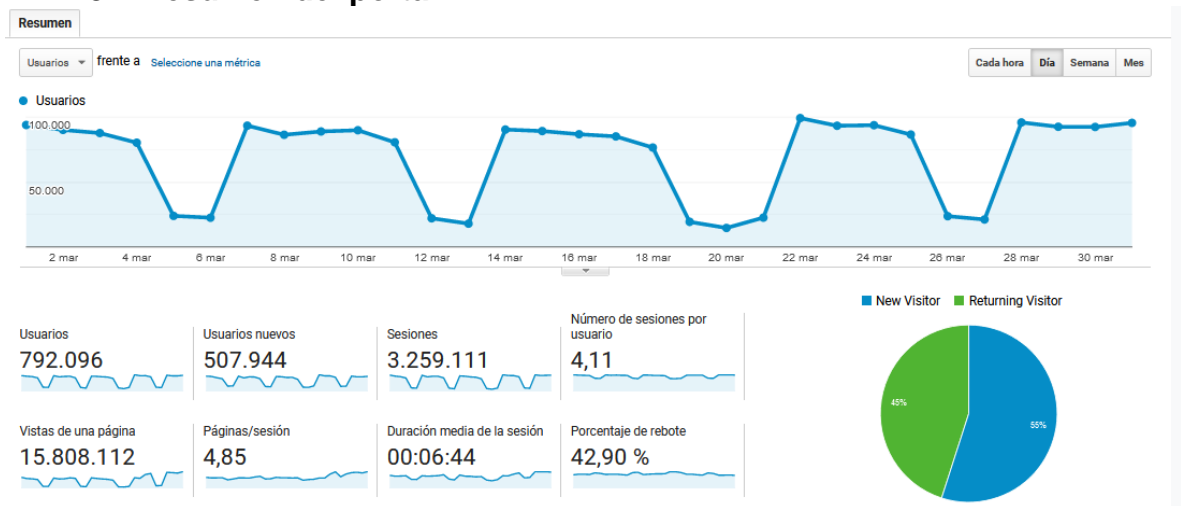 Resumen
Usuarios frente a Seleccione una métrica
Cada hora Día Semana Mes
Usuarios
100.000
50.000
2 mar 4 mar 6 mar 8 mar 10 mar 12 mar 14 mar 16 mar 18 mar 20 mar 22 mar 24 mar 26 mar 28 mar 30 mar
New Visitor Returning Visitor
Usuarios
792.096
Usuarios nuevos
507.944
Sesiones
3.259.111
Número de sesiones por
usuario
4,11
Vistas de una página
15.808.112
Páginas/sesión
4,85
Duración media de la sesión
00:06:44
Porcentaje de rebote
42,90 %
45%
55%